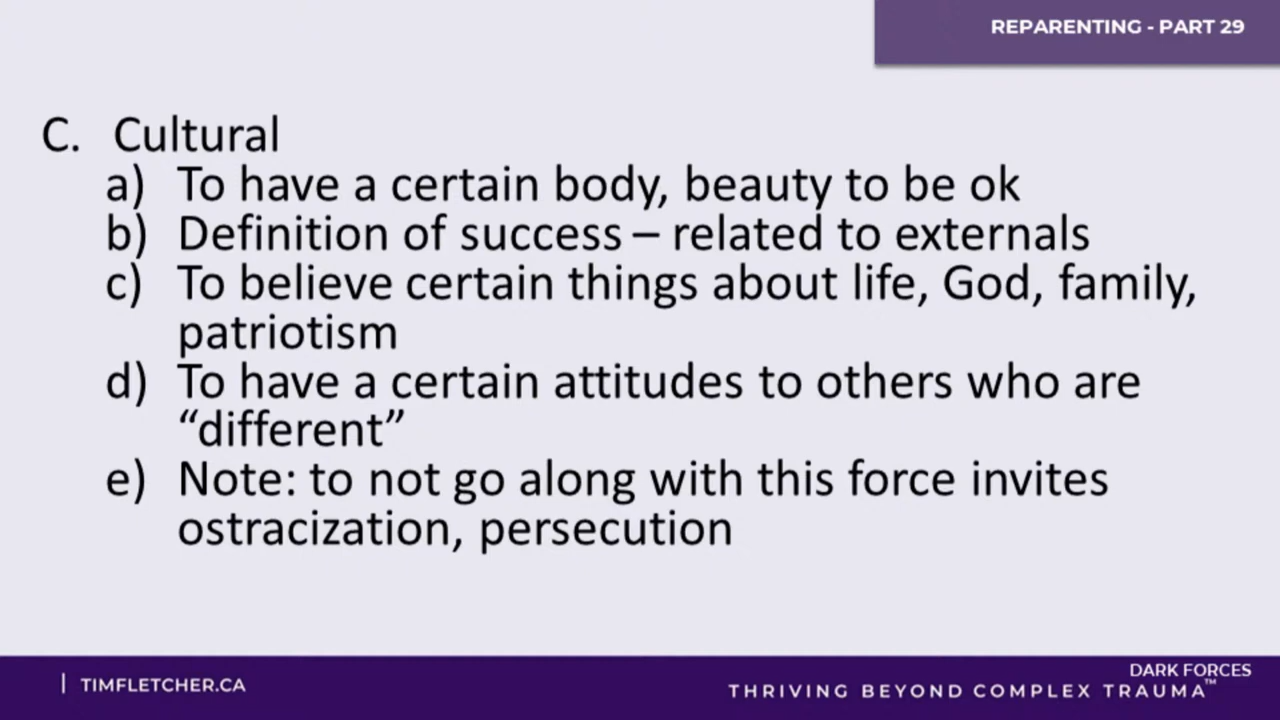 REPARENTING - PART 29
C. Cultural
a) To have a certain body, beauty to be ok
b) Definition of success – related to externals
c) To believe certain things about life, God, family,
patriotism
d) To have a certain attitudes to others who are
“different”
e) Note: to not go along with this force invites
ostracization, persecution
| TIMFLETCHER.CA
DARK FORCES
THRIVING BEYOND COMPLEX TRAUMA™